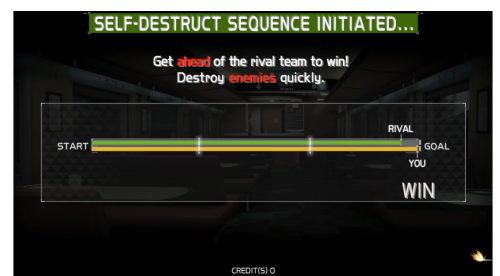 SELF-DESTRUCT SEQUENCE INITIATED...
Get ahead of the rival team to win!
Destroy enemies quickly.
RIVAL
START
GOAL
YOU
WIN
CREDIT(S) 0